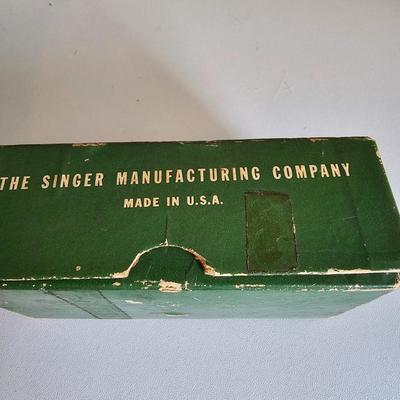 THE SINGER MANUFACTURING COMPANY
MADE IN U.S.A.